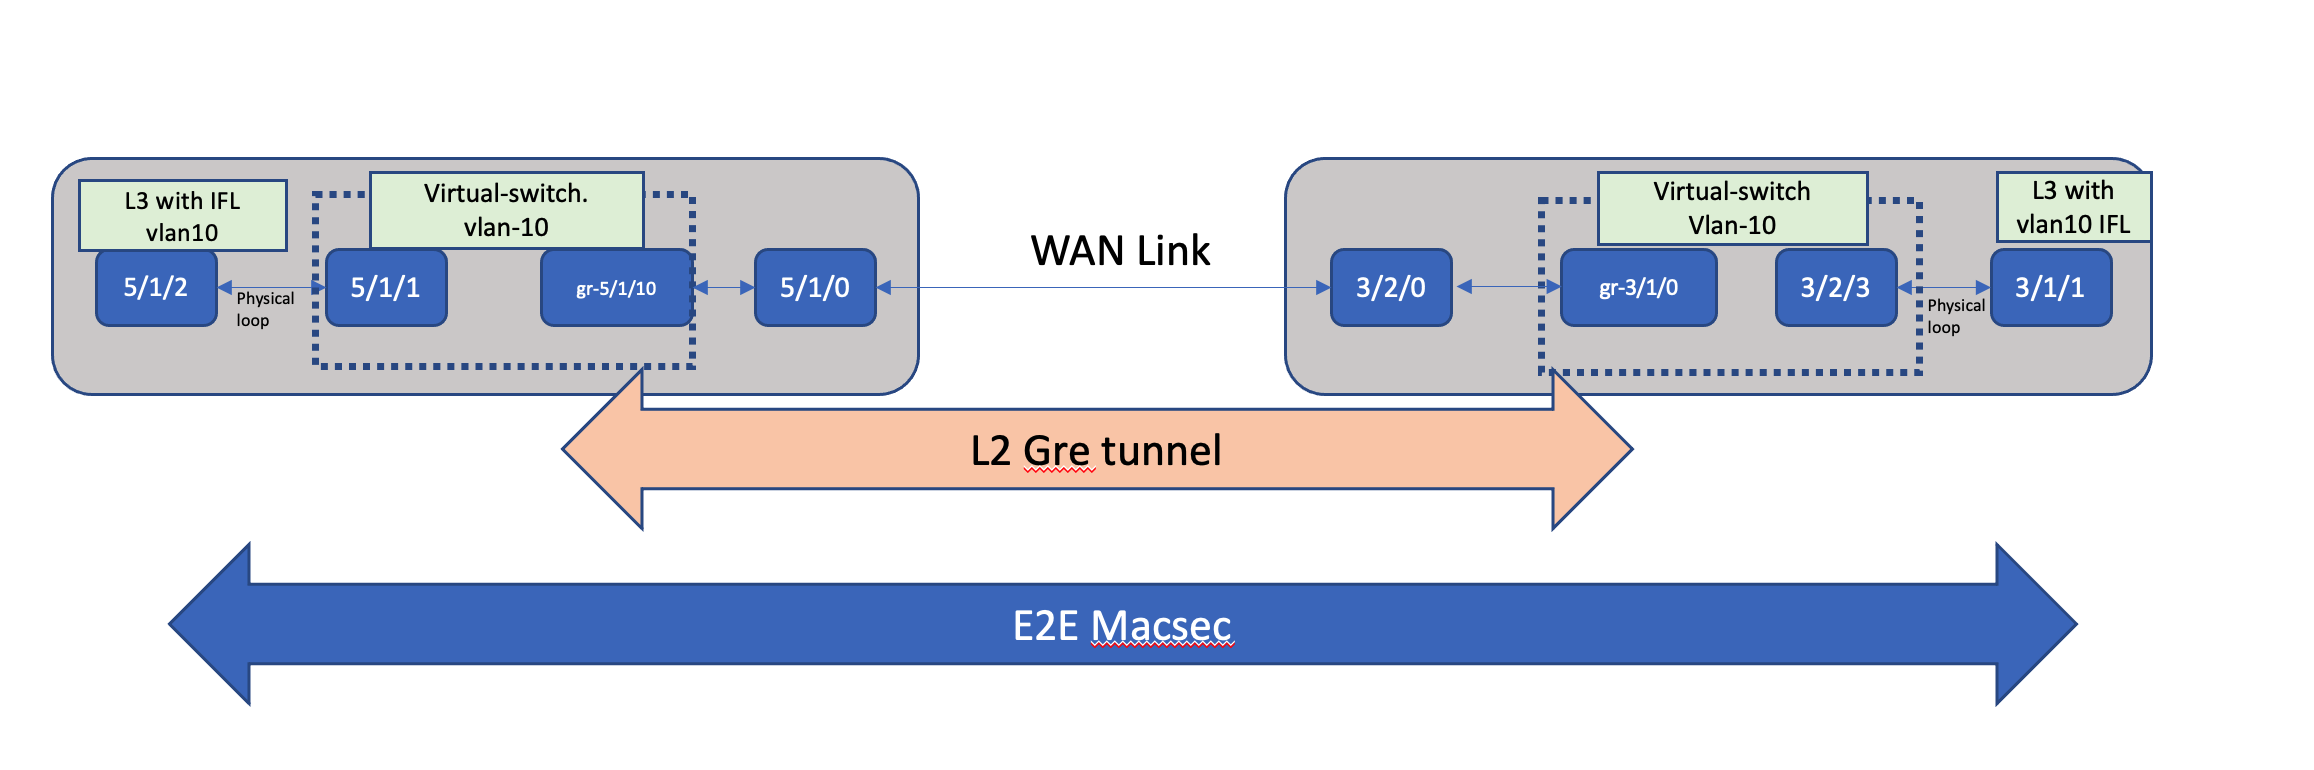 L3 with IFL
vlan10
Virtual-switch.
vlan-10
5/1/2
Physical
loop
5/1/1
gr-5/1/10
5/1/0
WAN Link
3/2/0
Virtual-switch
Vlan-10
gr-3/1/0
3/2/3
Physical
loop
L3 with
vlan10 IFL
3/1/1
L2 Gre tunnel
E2E Macsec